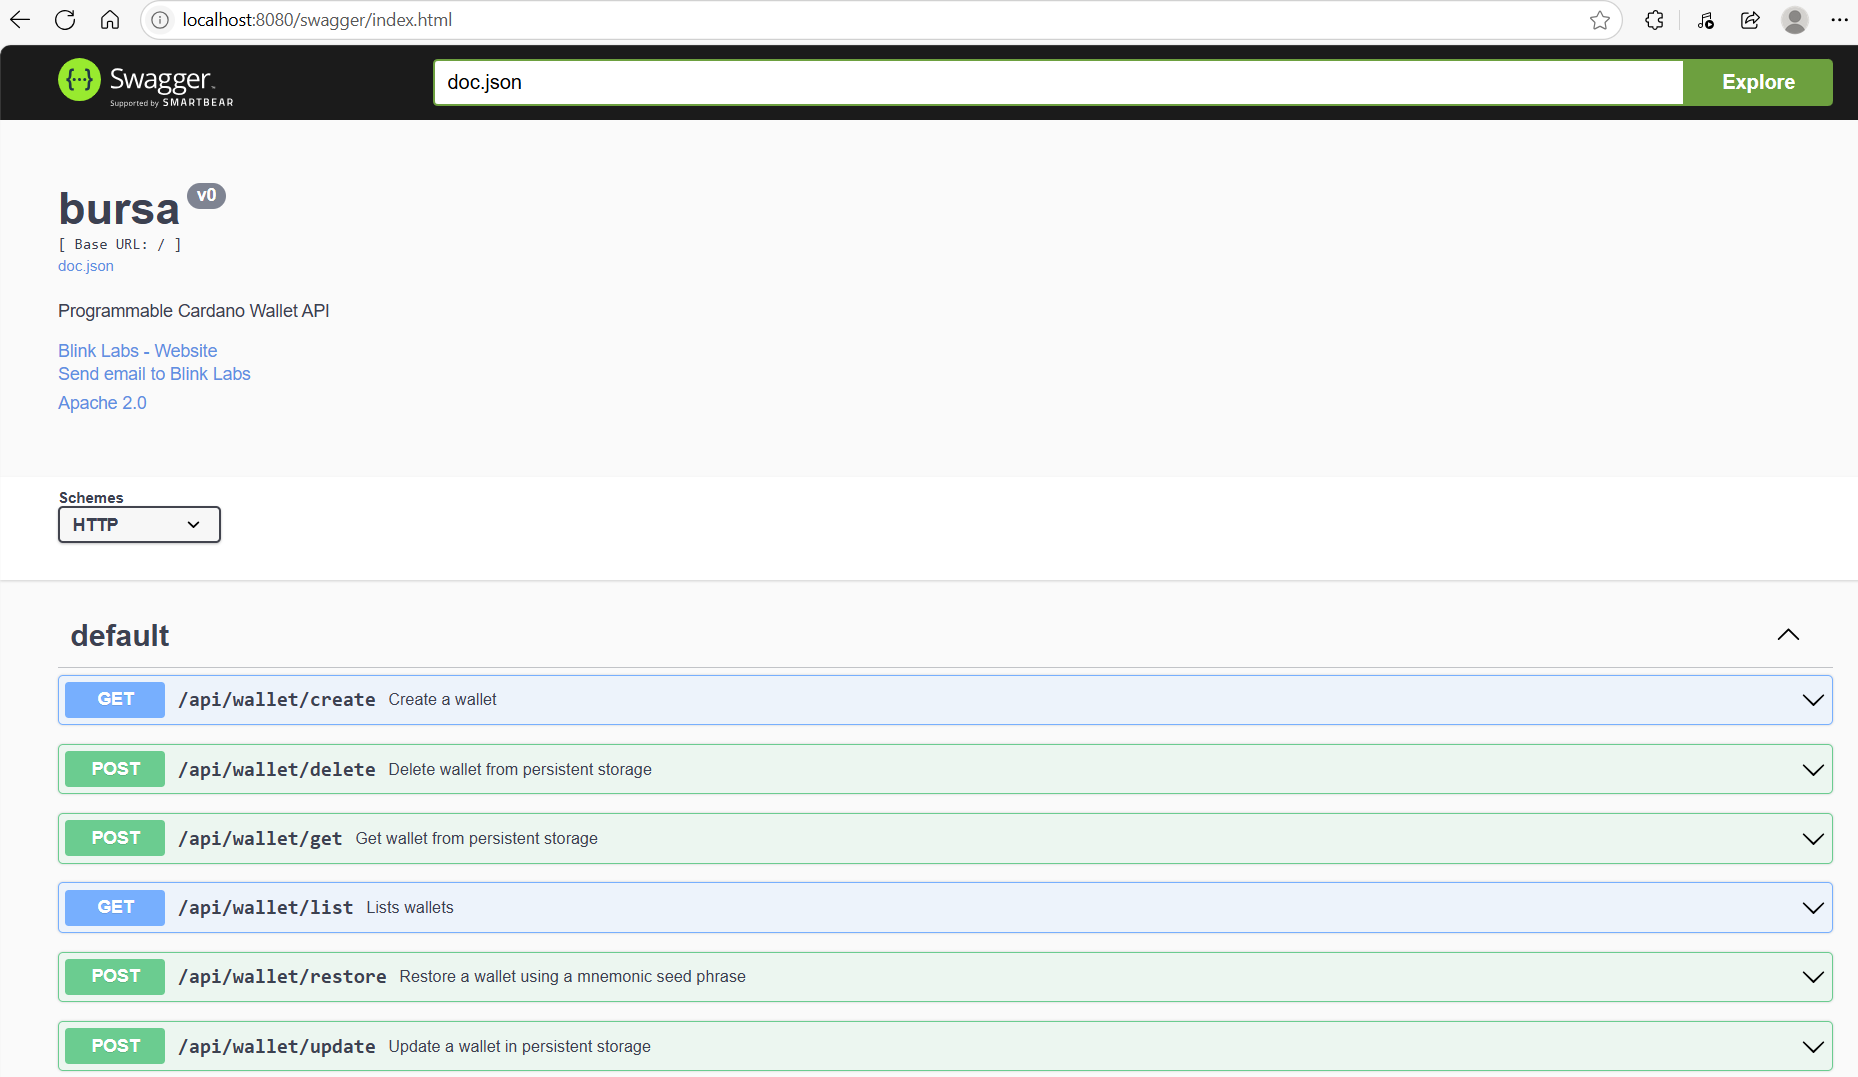 localhost:8080/swagger/index.html
{···} Swagger™
Supported by SMARTBEAR
doc.json
Explore
bursa v0
[ Base URL: / ]
doc.json
Programmable Cardano Wallet API
Blink Labs - Website
Send email to Blink Labs
Apache 2.0
Schemes
HTTP
default
GET /api/wallet/create Create a wallet
POST /api/wallet/delete Delete wallet from persistent storage
POST /api/wallet/get Get wallet from persistent storage
GET /api/wallet/list Lists wallets
POST /api/wallet/restore Restore a wallet using a mnemonic seed phrase
POST /api/wallet/update Update a wallet in persistent storage